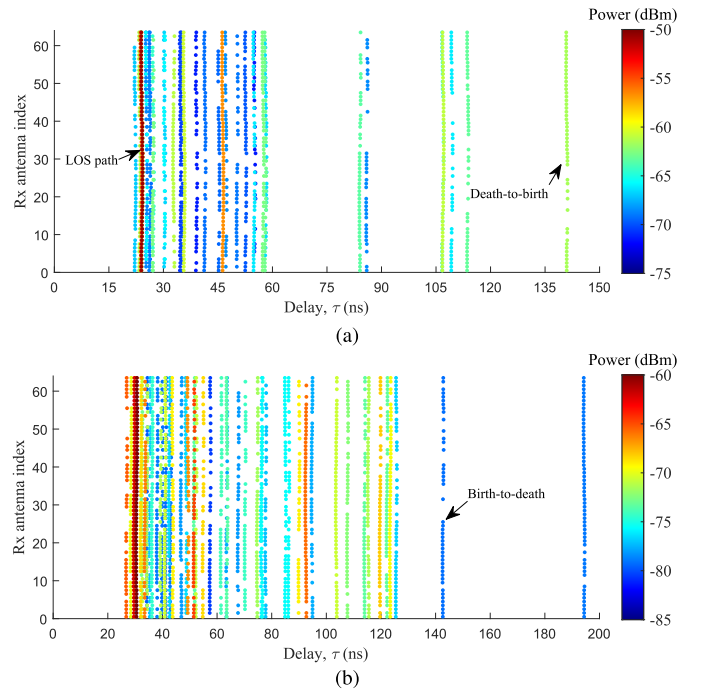 Power (dBm)
60
50
40
30
20
10
0
Rx antenna index
LOS path
Death-to-birth
-50
-55
-60
-65
-70
-75
0 15 30 45 60 75 90 105 120 135 150
Delay, τ (ns)
(a)
Power (dBm)
60
50
40
30
20
10
0
Rx antenna index
Birth-to-death
-60
-65
-70
-75
-80
-85
0 20 40 60 80 100 120 140 160 180 200
Delay, τ (ns)
(b)